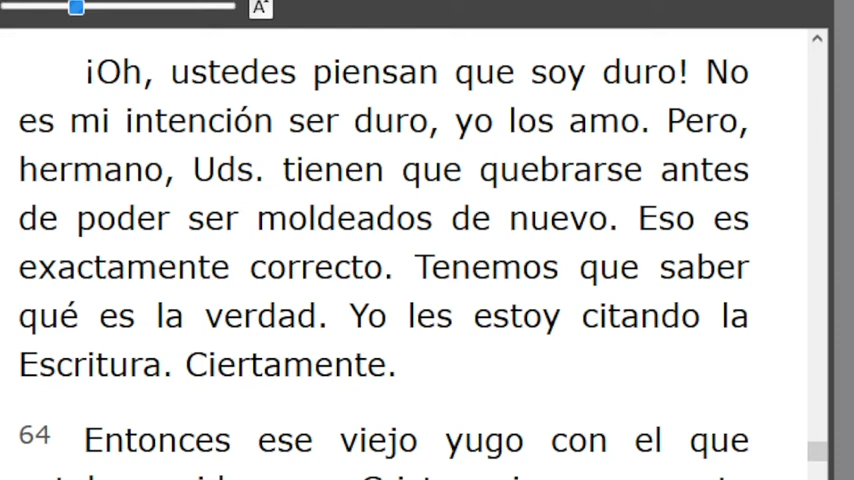 A
¡Oh, ustedes piensan que soy duro! No
es mi intención ser duro, yo los amo. Pero,
hermano, Uds. tienen que quebrarse antes
de poder ser moldeados de nuevo. Eso es
exactamente correcto. Tenemos que saber
qué es la verdad. Yo les estoy citando la
Escritura. Ciertamente.
64 Entonces ese viejo yugo con el que